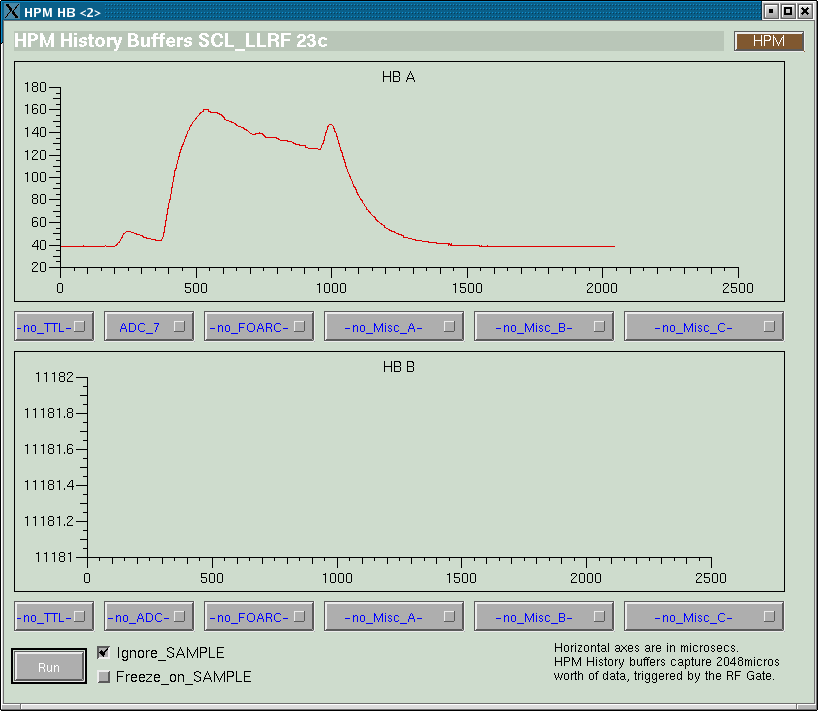 HPM HB <2>
HPM History Buffers SCL_LLRF 23c
HPM
HB A
180
160
140
120
100
80
60
40
20
0 500 1000 1500 2000 2500
-no_TTL- ADC_7 -no_FOARC- -no_Misc_A- -no_Misc_B- -no_Misc_C-
HB B
11182
11181.8
11181.6
11181.4
11181.2
11181
0 500 1000 1500 2000 2500
-no_TTL- -no_ADC- -no_FOARC- -no_Misc_A- -no_Misc_B- -no_Misc_C-
Run
Ignore_SAMPLE
Freeze_on_SAMPLE
Horizontal axes are in microsecs.
HPM History buffers capture 2048micros
worth of data, triggered by the RF Gate.